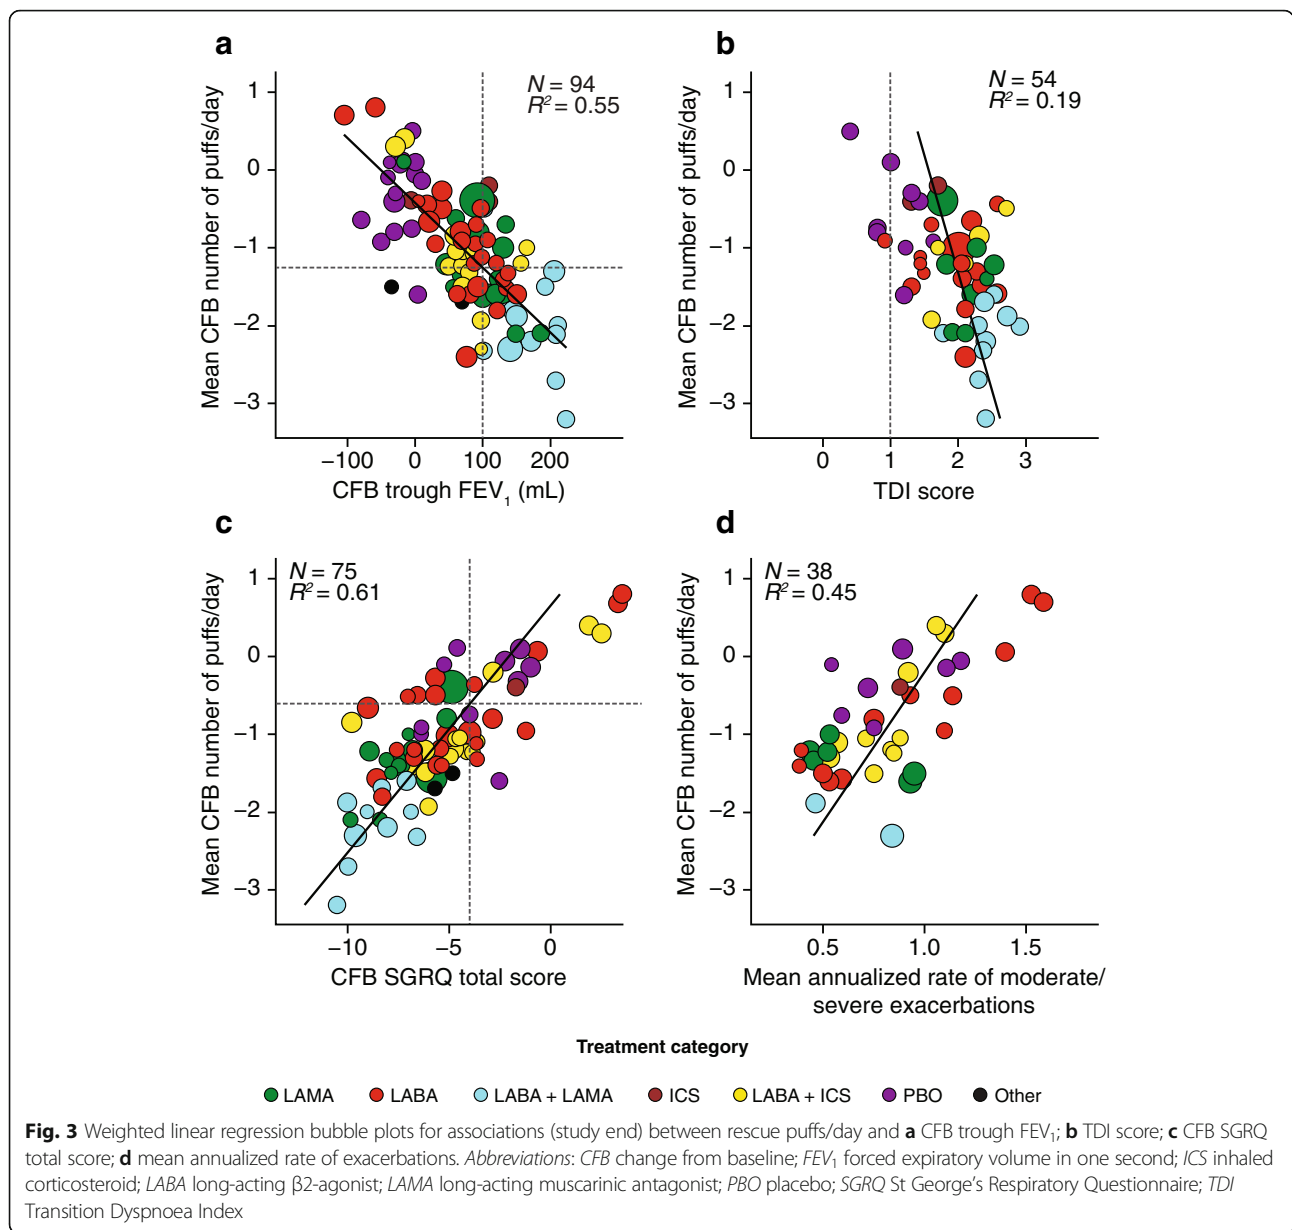 a
N = 94
R² = 0.55
Mean CFB number of puffs/day
1
0
−1
−2
−3
−100 0 100 200
CFB trough FEV₁ (mL)
b
N = 54
R² = 0.19
Mean CFB number of puffs/day
1
0
−1
−2
−3
0 1 2 3
TDI score
c
N = 75
R² = 0.61
Mean CFB number of puffs/day
1
0
−1
−2
−3
−10 −5 0
CFB SGRQ total score
d
N = 38
R² = 0.45
Mean CFB number of puffs/day
1
0
−1
−2
−3
0.5 1.0 1.5
Mean annualized rate of moderate/
severe exacerbations
Treatment category
LAMA LABA LABA + LAMA ICS LABA + ICS PBO Other
Fig. 3 Weighted linear regression bubble plots for associations (study end) between rescue puffs/day and a CFB trough FEV₁; b TDI score; c CFB SGRQ
total score; d mean annualized rate of exacerbations. Abbreviations: CFB change from baseline; FEV₁ forced expiratory volume in one second; ICS inhaled
corticosteroid; LABA long-acting β2-agonist; LAMA long-acting muscarinic antagonist; PBO placebo; SGRQ St George's Respiratory Questionnaire; TDI
Transition Dyspnoea Index